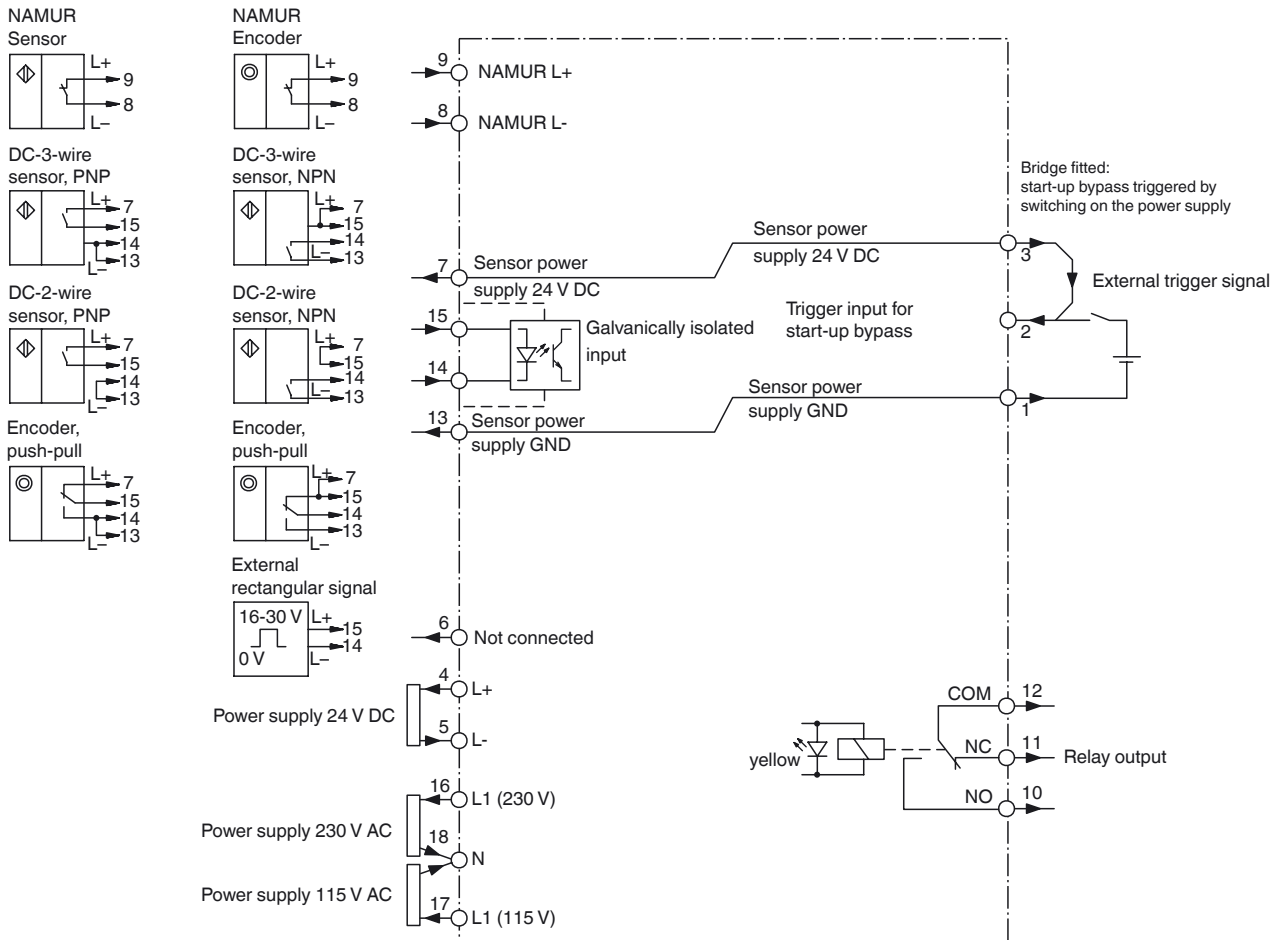 NAMUR
Sensor
L+
9
8
L–
NAMUR
Encoder
L+
9
8
L–
DC-3-wire
sensor, PNP
L+
7
15
14
13
L–
DC-3-wire
sensor, NPN
L+
7
15
14
L–
13
DC-2-wire
sensor, PNP
L+
7
15
14
13
L–
DC-2-wire
sensor, NPN
L+
7
15
14
L–
13
Encoder,
push-pull
L+
7
15
14
13
L–
Encoder,
push-pull
L+
7
15
14
13
L–
External
rectangular signal
16-30 V
0 V
L+
15
14
L–
9
NAMUR L+
8
NAMUR L-
7
Sensor power
supply 24 V DC
Sensor power
supply 24 V DC
15
14
Galvanically isolated
input
13
Sensor power
supply GND
Sensor power
supply GND
Trigger input for
start-up bypass
Bridge fitted:
start-up bypass triggered by
switching on the power supply
3
External trigger signal
2
1
6
Not connected
4
L+
Power supply 24 V DC
5
L-
16
L1 (230 V)
Power supply 230 V AC
18
N
Power supply 115 V AC
17
L1 (115 V)
yellow
COM
12
NC
11
Relay output
NO
10